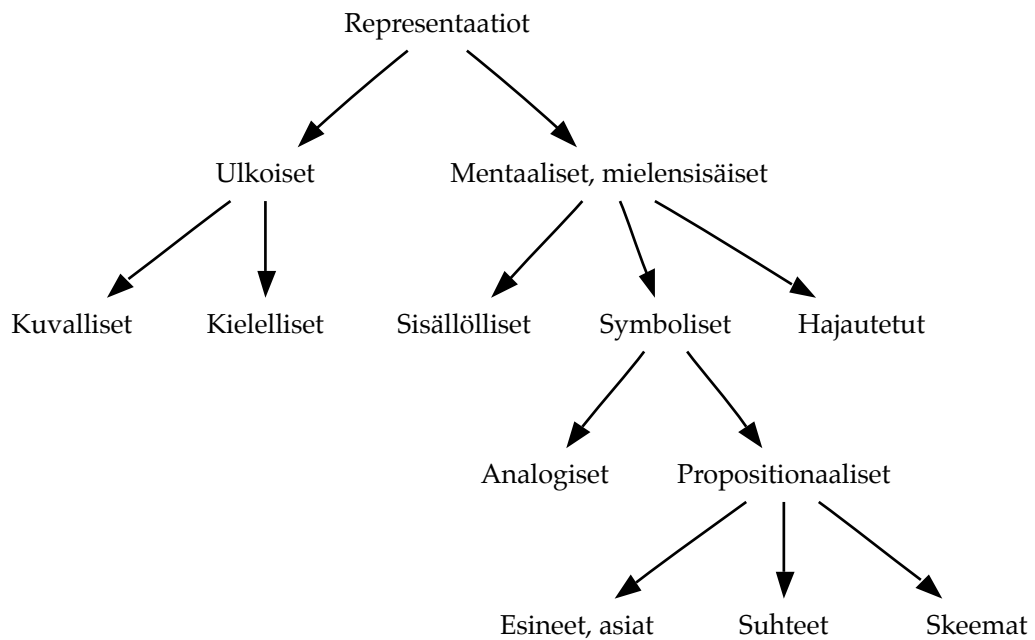 Representaatiot
Ulkoiset
Mentaaliset, mielensisäiset
Kuvalliset
Kielelliset
Sisällölliset
Symboliset
Hajautetut
Analogiset
Propositionaaliset
Esineet, asiat
Suhteet
Skeemat